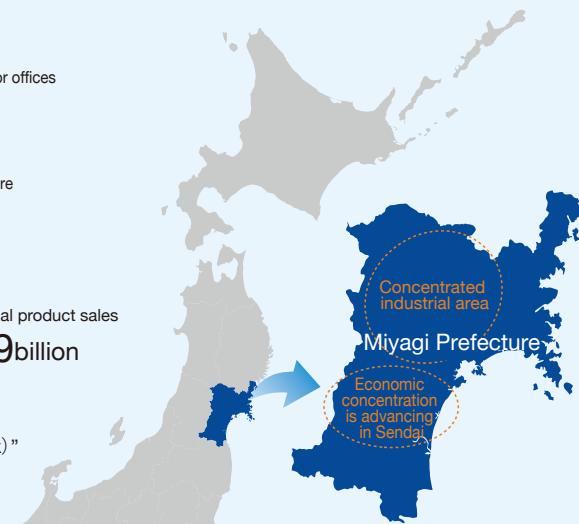 or offices
re
al product sales
9billion
)”
Concentrated
industrial area
Miyagi Prefecture
Economic
concentration
is advancing
in Sendai